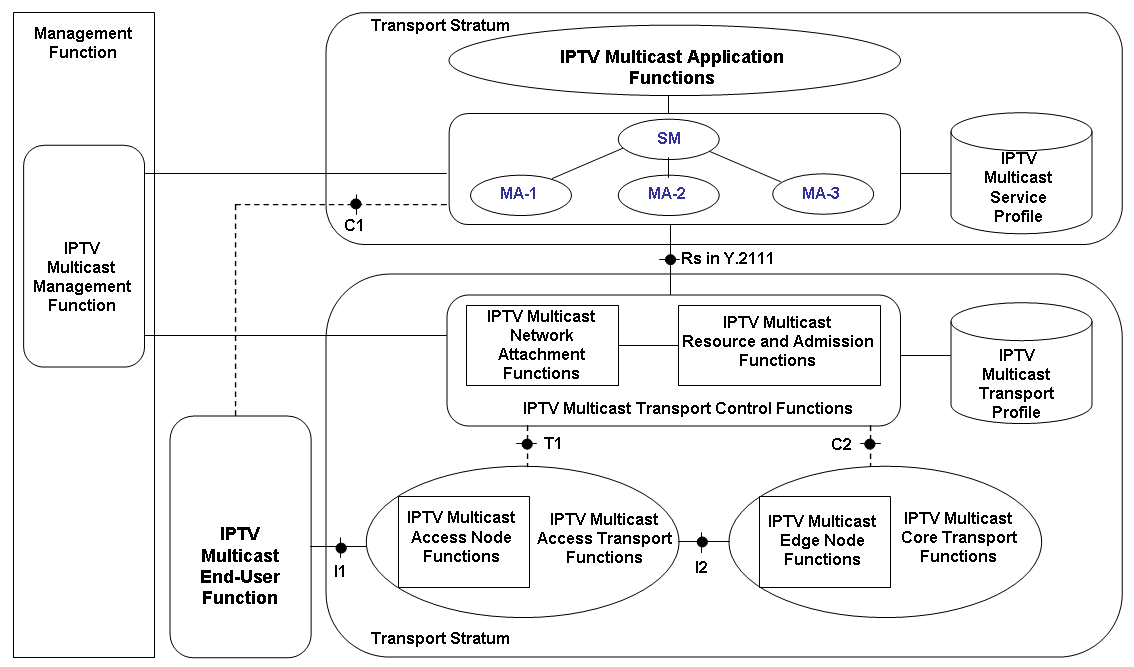 Management
Function
Transport Stratum
IPTV Multicast Application
Functions
SM
MA-1
MA-2
MA-3
IPTV
Multicast
Service
Profile
C1
IPTV
Multicast
Management
Function
Rs in Y.2111
IPTV Multicast
Network
Attachment
Functions
IPTV Multicast
Resource and Admission
Functions
IPTV Multicast Transport Control Functions
IPTV
Multicast
Transport
Profile
T1
C2
IPTV
Multicast
End-User
Function
I1
IPTV Multicast
Access Node
Functions
IPTV Multicast
Access Transport
Functions
I2
IPTV Multicast
Edge Node
Functions
IPTV Multicast
Core Transport
Functions
Transport Stratum